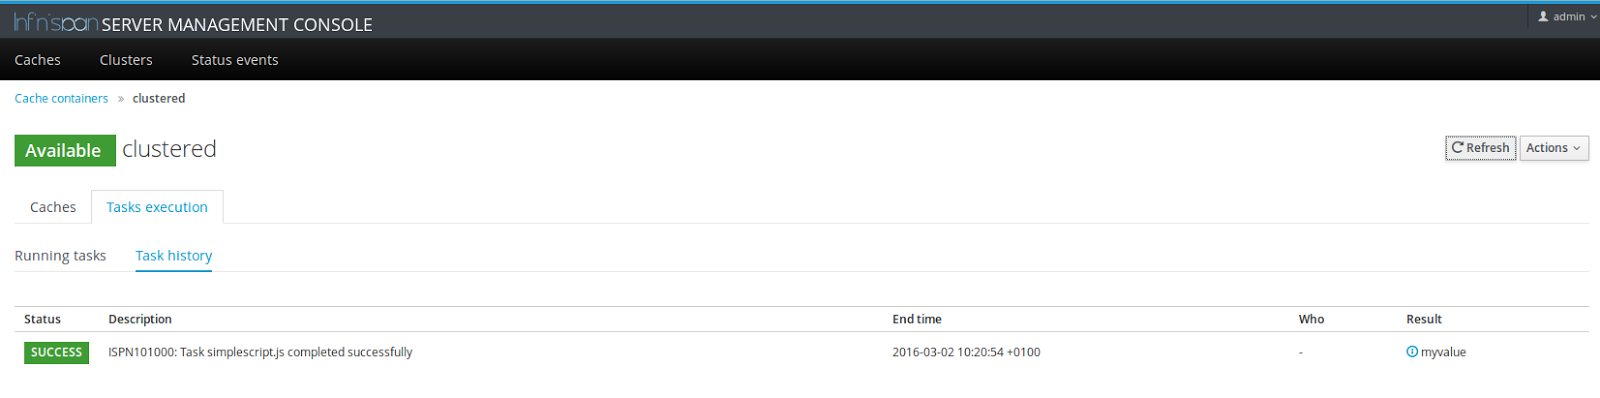 Infinispan SERVER MANAGEMENT CONSOLE admin
Caches Clusters Status events
Cache containers » clustered
Available clustered Refresh Actions
Caches Tasks execution
Running tasks Task history
Status Description End time Who Result
SUCCESS ISPN101000: Task simplescript.js completed successfully 2016-03-02 10:20:54 +0100 - myvalue